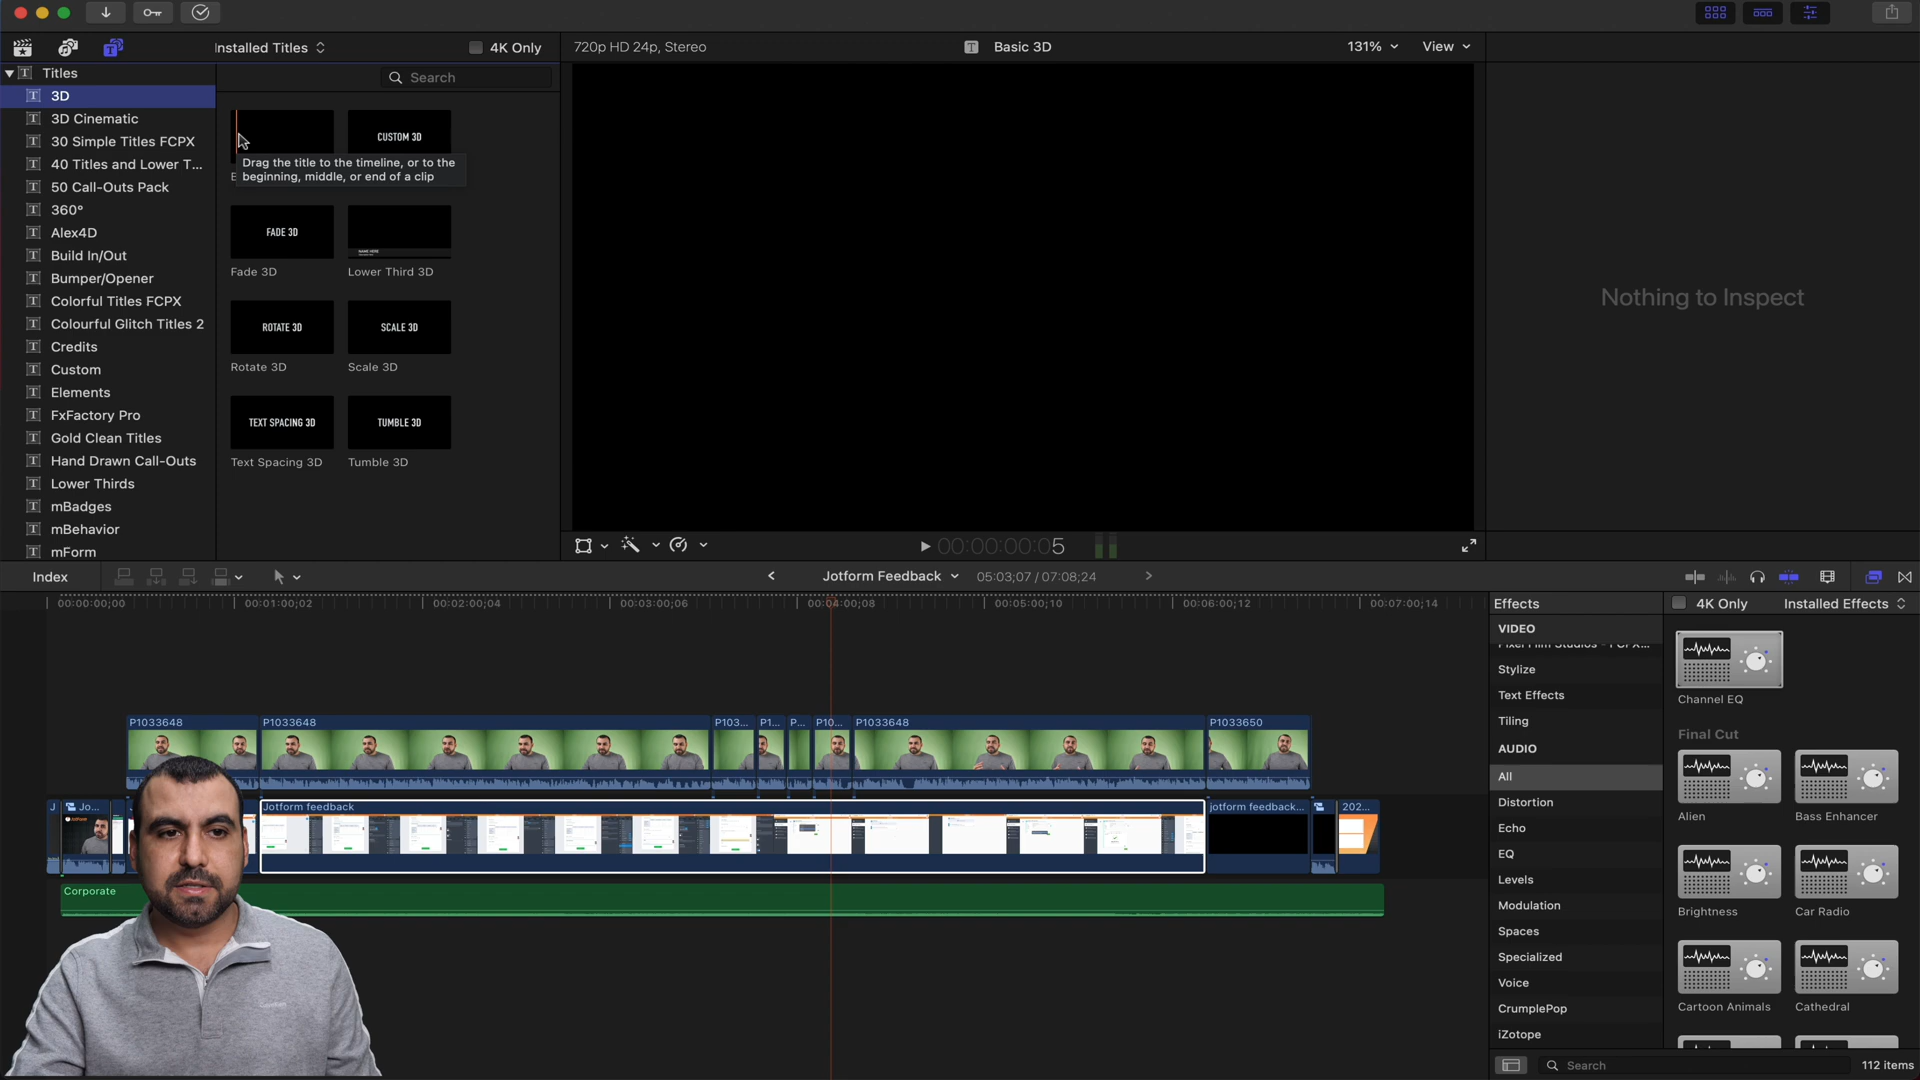 Installed Titles
4K Only
720p HD 24p, Stereo
Basic 3D
131%
View
Titles
Search
3D
3D Cinematic
30 Simple Titles FCPX
40 Titles and Lower T...
50 Call-Outs Pack
360°
Alex4D
Build In/Out
Bumper/Opener
Colorful Titles FCPX
Colourful Glitch Titles 2
Credits
Custom
Elements
FxFactory Pro
Gold Clean Titles
Hand Drawn Call-Outs
Lower Thirds
mBadges
mBehavior
mForm
CUSTOM 3D
Drag the title to the timeline, or to the
beginning, middle, or end of a clip
FADE 3D
NAME HERE
Fade 3D
Lower Third 3D
ROTATE 3D
SCALE 3D
Rotate 3D
Scale 3D
TEXT SPACING 3D
TUMBLE 3D
Text Spacing 3D
Tumble 3D
Nothing to Inspect
00:00:00:05
Index
Jotform Feedback
05:03;07 / 07:08;24
00:00:00;00
00:01:00;02
00:02:00;04
00:03:00;06
00:04:00;08
00:05:00;10
00:06:00;12
00:07:00;14
P1033648
P1033648
P103...
P1...
P...
P10...
P1033648
P1033650
J
Jo...
Jotform feedback
jotform feedback...
202...
Corporate
Effects
4K Only
Installed Effects
VIDEO
Pixel Film Studios - FCPX...
Stylize
Text Effects
Tiling
AUDIO
All
Distortion
Echo
EQ
Levels
Modulation
Spaces
Specialized
Voice
CrumplePop
iZotope
Channel EQ
Final Cut
Alien
Bass Enhancer
Brightness
Car Radio
Cartoon Animals
Cathedral
Search
112 items